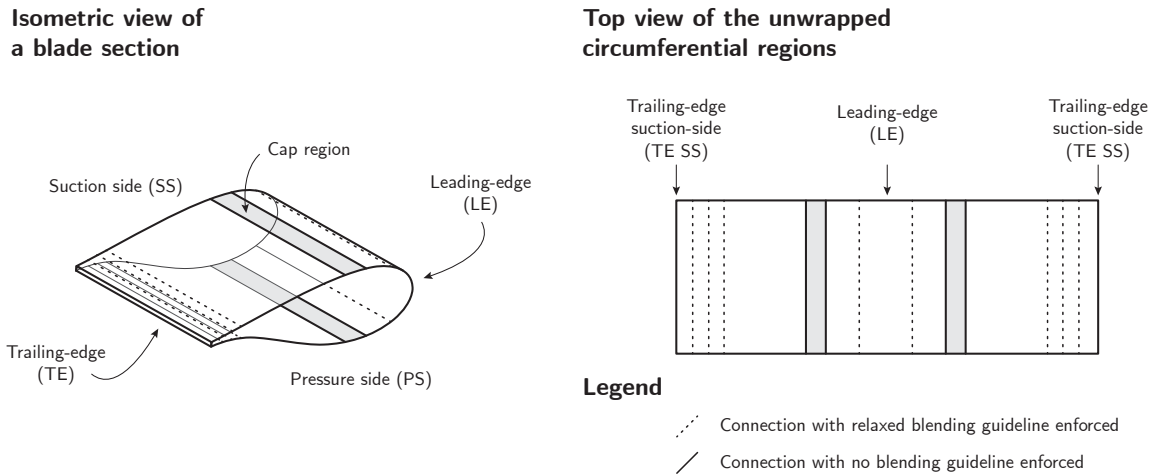 Isometric view of
a blade section
Cap region
Suction side (SS)
Leading-edge
(LE)
Trailing-edge
(TE)
Pressure side (PS)
Top view of the unwrapped
circumferential regions
Trailing-edge
suction-side
(TE SS)
Leading-edge
(LE)
Trailing-edge
suction-side
(TE SS)
Legend
Connection with relaxed blending guideline enforced
Connection with no blending guideline enforced